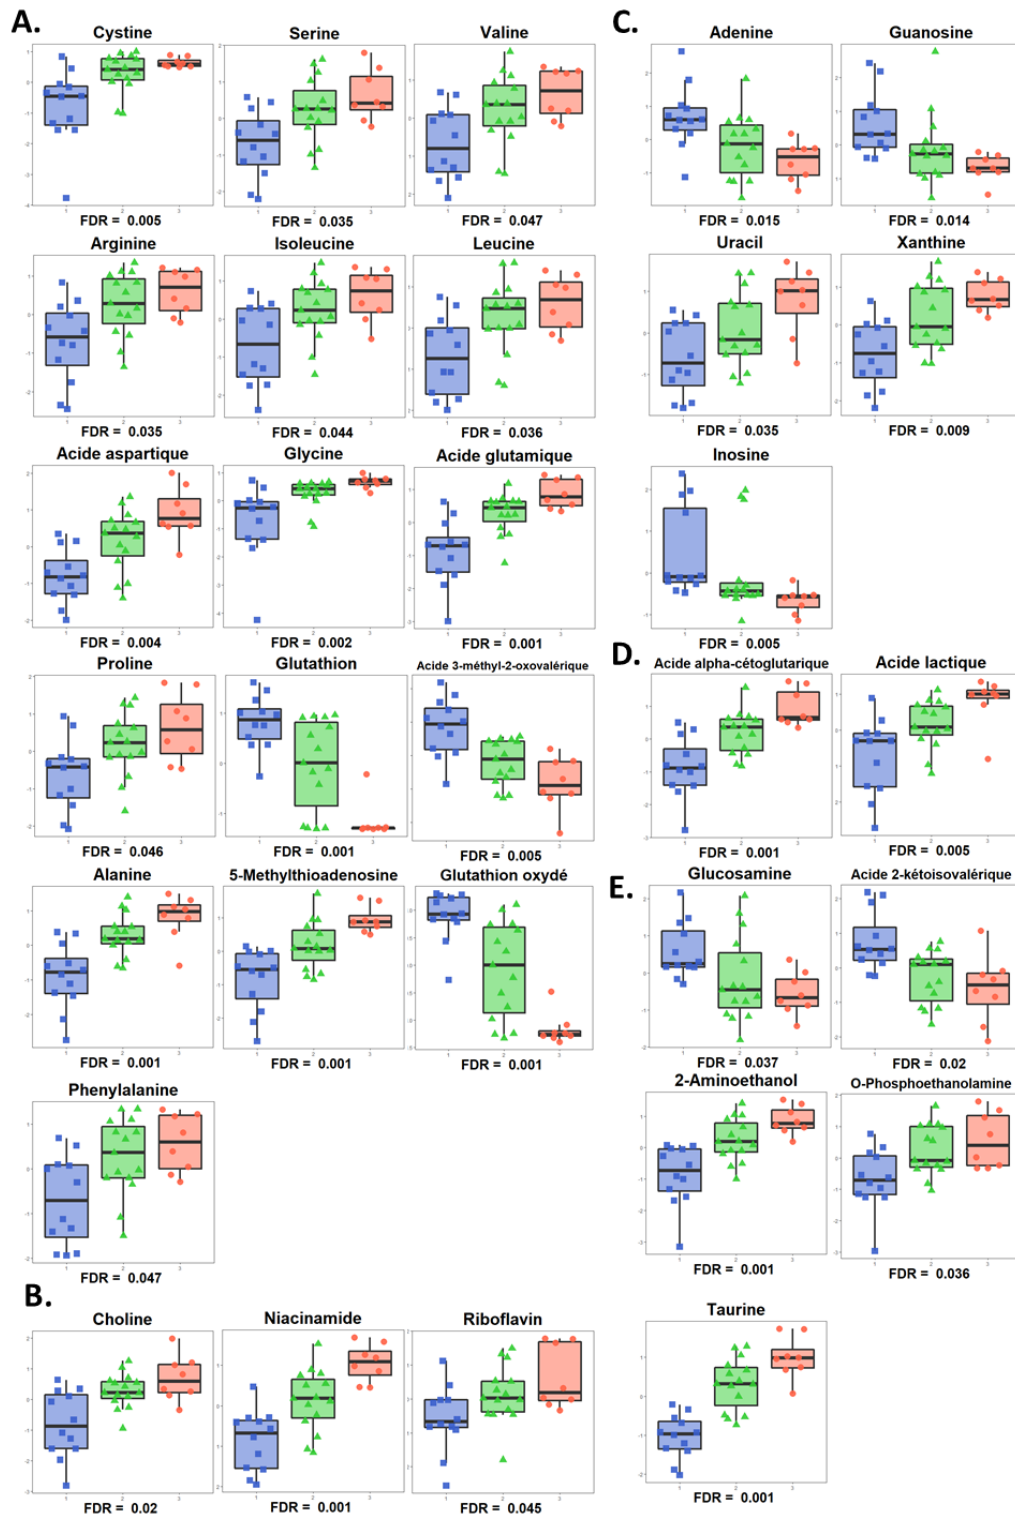 A.
C.
Cystine Serine Valine Adenine Guanosine
FDR = 0.005 FDR = 0.035 FDR = 0.047 FDR = 0.015 FDR = 0.014
Arginine Isoleucine Leucine Uracil Xanthine
FDR = 0.035 FDR = 0.044 FDR = 0.036 FDR = 0.035 FDR = 0.009
Acide aspartique Glycine Acide glutamique Inosine
FDR = 0.004 FDR = 0.002 FDR = 0.001 FDR = 0.005
D.
Proline Glutathion Acide 3-méthyl-2-oxovalérique Acide alpha-cétoglutarique Acide lactique
FDR = 0.046 FDR = 0.001 FDR = 0.005 FDR = 0.001 FDR = 0.005
E.
Alanine 5-Methylthioadenosine Glutathion oxydé Glucosamine Acide 2-kétoisovalérique
FDR = 0.001 FDR = 0.001 FDR = 0.001 FDR = 0.037 FDR = 0.02
Phenylalanine 2-Aminoethanol O-Phosphoethanolamine
FDR = 0.047 FDR = 0.001 FDR = 0.036
B.
Choline Niacinamide Riboflavin Taurine
FDR = 0.02 FDR = 0.001 FDR = 0.045 FDR = 0.001